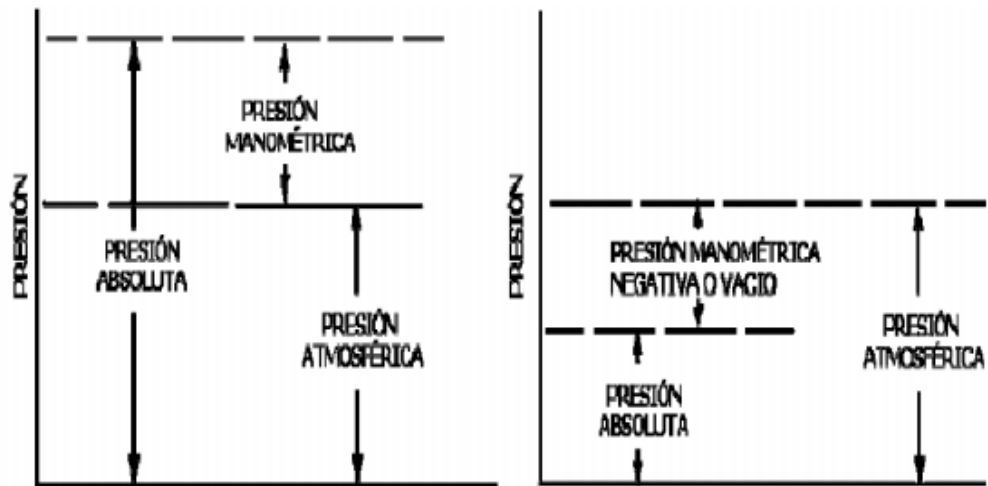 PRESIÓN
PRESIÓN
MANOMÉTRICA
PRESIÓN
ABSOLUTA
PRESIÓN
ATMOSFÉRICA
PRESIÓN
PRESIÓN MANOMÉTRICA
NEGATIVA O VACIO
PRESIÓN
ABSOLUTA
PRESIÓN
ATMOSFÉRICA